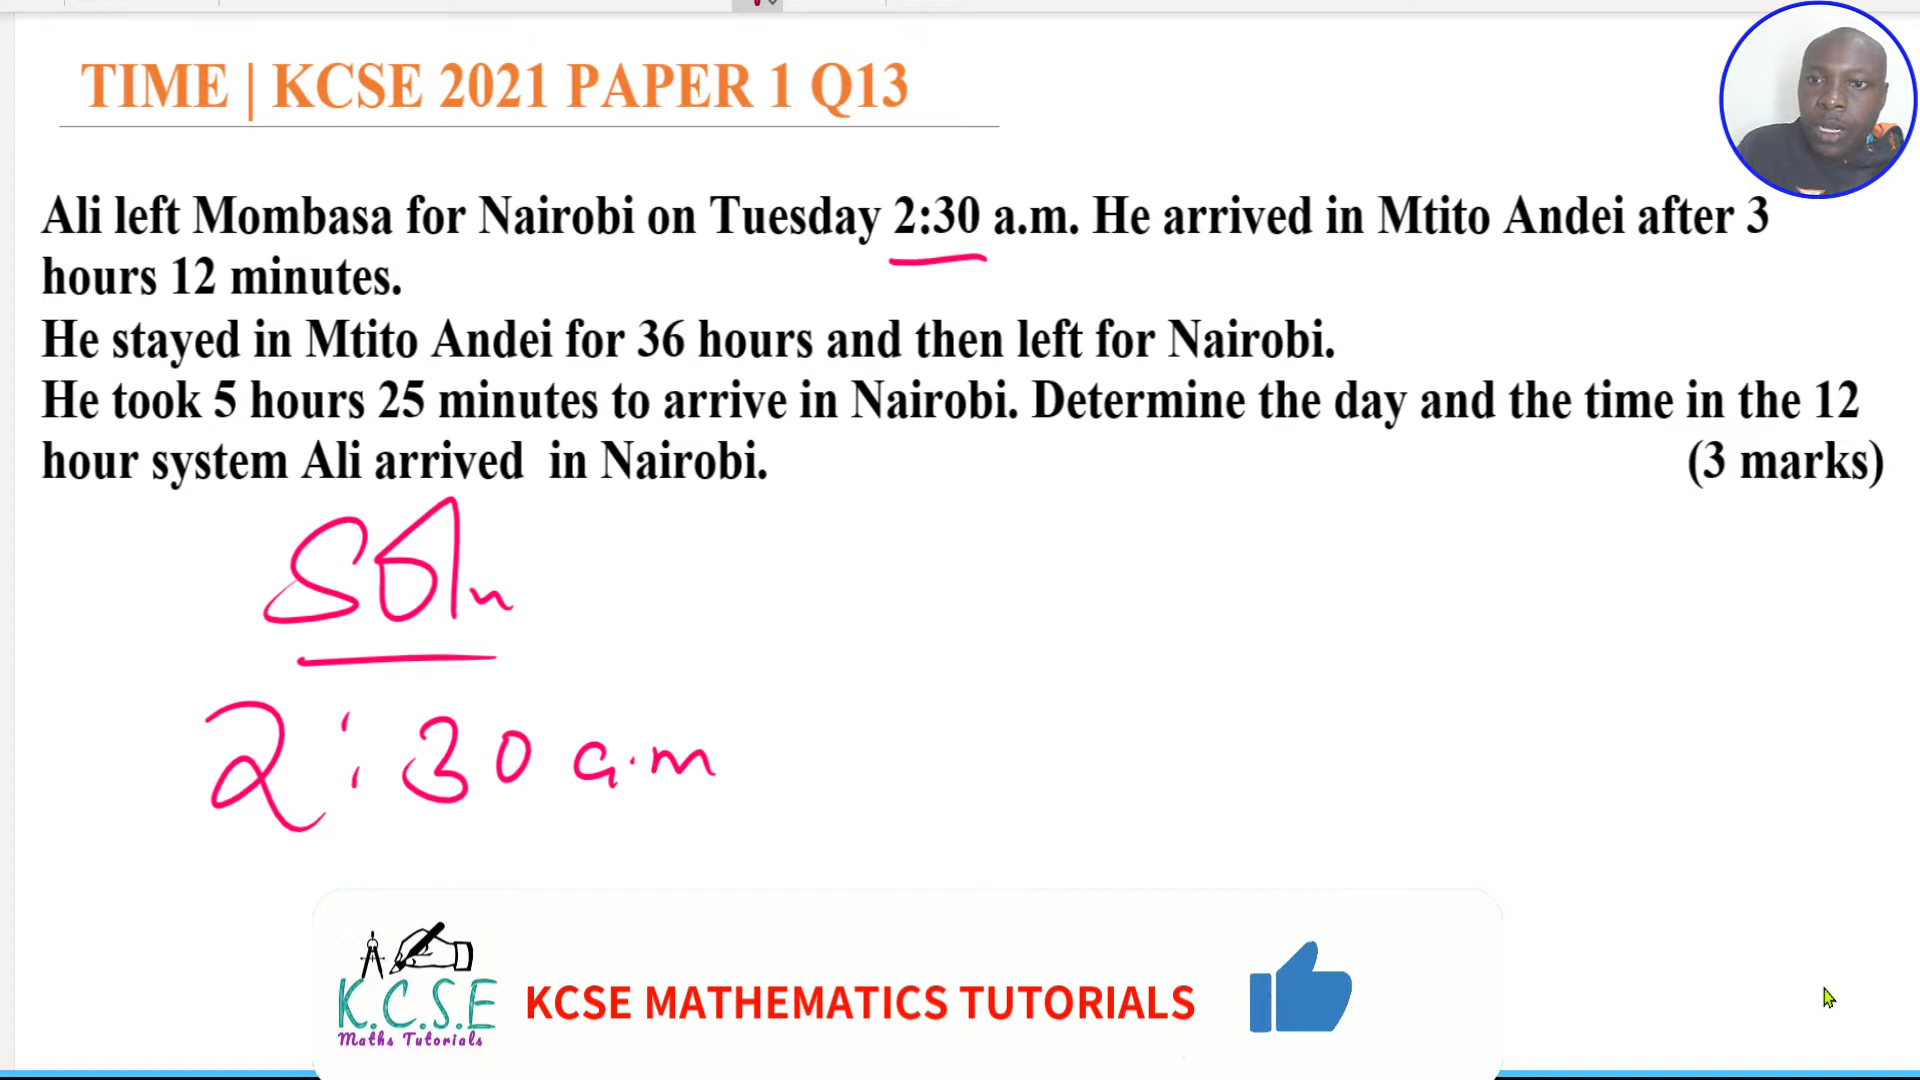 TIME | KCSE 2021 PAPER 1 Q13
Ali left Mombasa for Nairobi on Tuesday 2:30 a.m. He arrived in Mtito Andei after 3
hours 12 minutes.
He stayed in Mtito Andei for 36 hours and then left for Nairobi.
He took 5 hours 25 minutes to arrive in Nairobi. Determine the day and the time in the 12
hour system Ali arrived in Nairobi. (3 marks)
Soln
2:30 a.m
K.C.S.E
Maths Tutorials
KCSE MATHEMATICS TUTORIALS